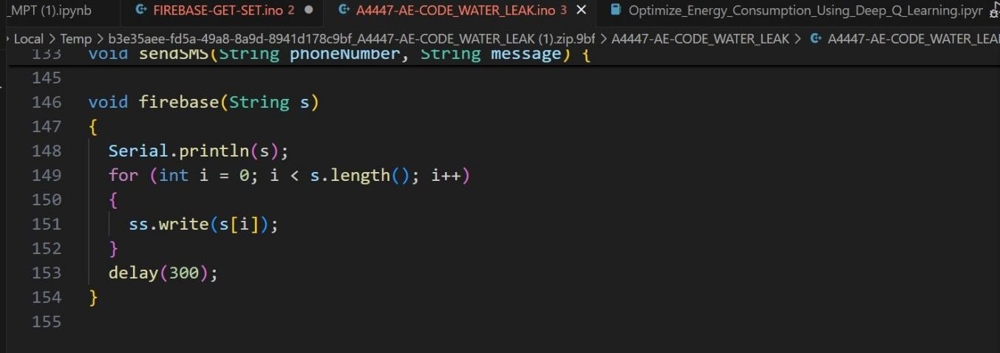 _MPT (1).ipynb
FIREBASE-GET-SET.ino 2
A4447-AE-CODE_WATER_LEAK.ino 3
Optimize_Energy_Consumption_Using_Deep_Q_Learning.ipyr
Local > Temp > b3e35aee-fd5a-49a8-8a9d-8941d178c9bf_A4447-AE-CODE_WATER_LEAK (1).zip.9bf > A4447-AE-CODE_WATER_LEAK > A4447-AE-CODE_WATER_LEA
133 void sendSMS(String phoneNumber, String message) {
145
146 void firebase(String s)
147 {
148 Serial.println(s);
149 for (int i = 0; i < s.length(); i++)
150 {
151 ss.write(s[i]);
152 }
153 delay(300);
154 }
155